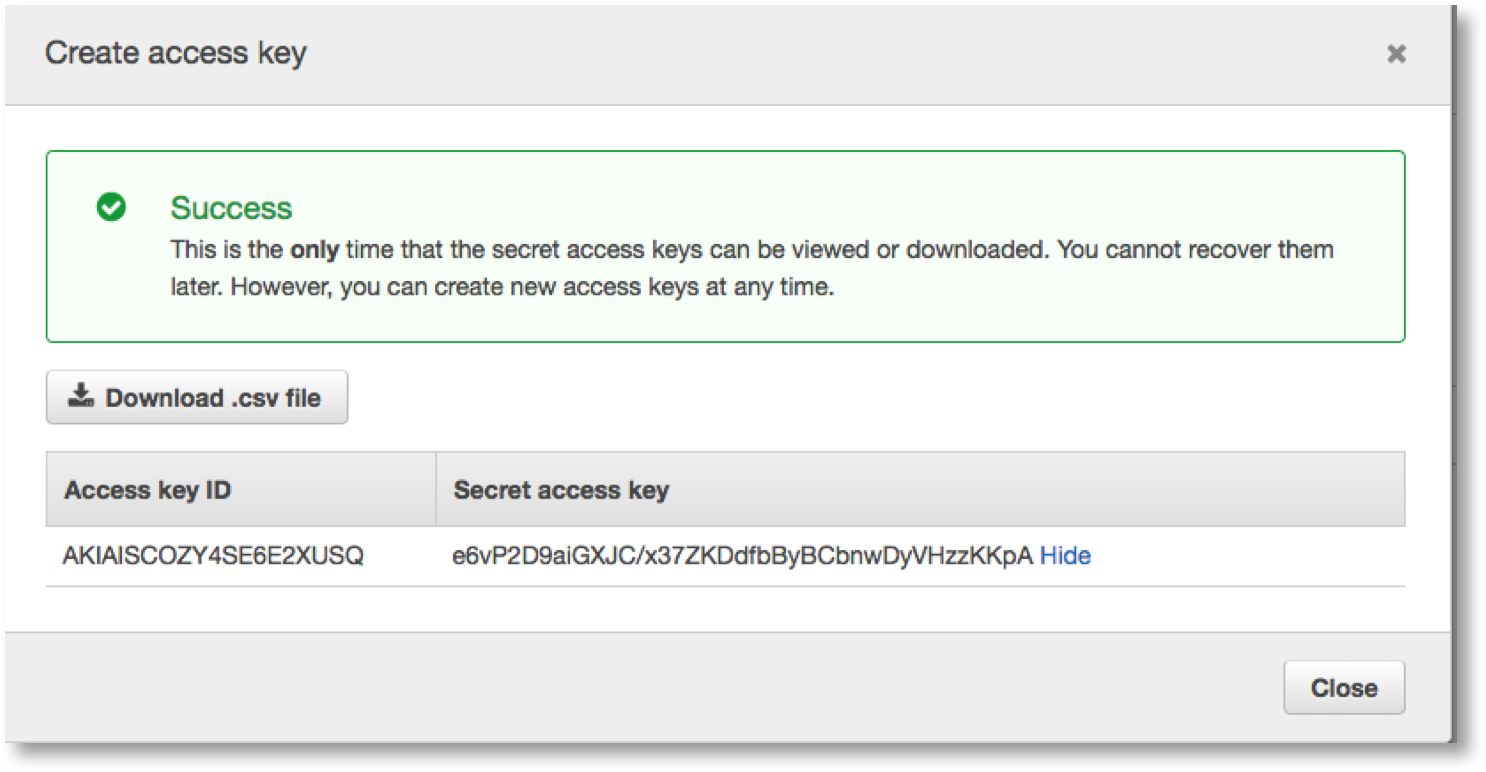 Create access key
Success
This is the only time that the secret access keys can be viewed or downloaded. You cannot recover them
later. However, you can create new access keys at any time.
Download .csv file
Access key ID Secret access key
AKIAISCOZY4SE6E2XUSQ e6vP2D9aiGXJC/x37ZKDdfbByBCbnwDyVHzzKKpA Hide
Close